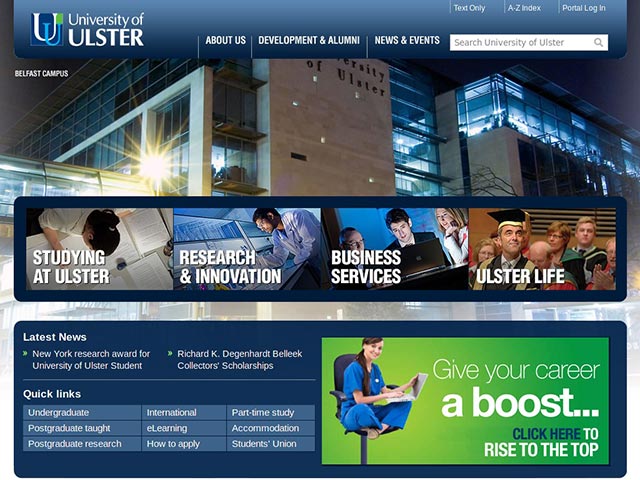 Text Only
A-Z Index
Portal Log In
University of
ULSTER
ABOUT US
DEVELOPMENT & ALUMNI
NEWS & EVENTS
Search University of Ulster
BELFAST CAMPUS
University
of Ulster
STUDYING
AT ULSTER
RESEARCH
& INNOVATION
BUSINESS
SERVICES
ULSTER LIFE
Latest News
» New York research award for
University of Ulster Student
» Richard K. Degenhardt Belleek
Collectors' Scholarships
Quick links
Undergraduate
International
Part-time study
Postgraduate taught
eLearning
Accommodation
Postgraduate research
How to apply
Students' Union
Give your career
a boost...
CLICK HERE TO
RISE TO THE TOP